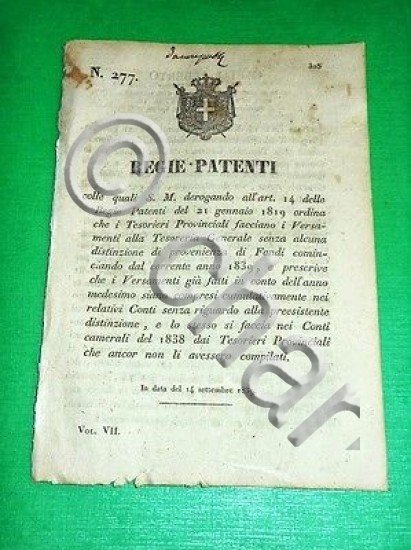 N. 277.
REGIE PATENTI
colle quali S. M. derogando all'art. 14 delle
Regie Patenti del 21 gennaio 1819 ordina
che i Tesorieri Provinciali facciano i Versa-
menti alla Tesoreria Generale senza alcuna
distinzione di provenienza di Fondi comin-
ciando dal corrente anno 1839, prescrive
che i Versamenti già fatti in conto dell'anno
medesimo siano compresi cumulativamente nei
relativi Conti senza riguardo alla preesistente
distinzione, e lo stesso si faccia nei Conti
camerali del 1838 dai Tesorieri Provinciali
che ancor non li avessero compilati.
In data del 14 settembre
Vol. VII.